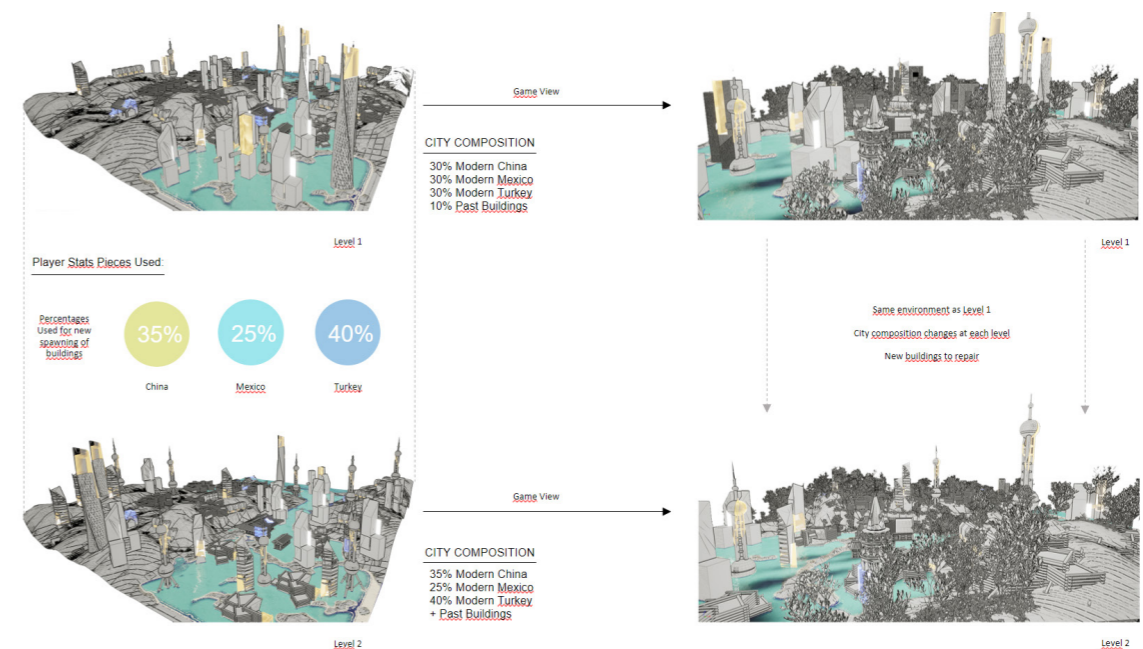 Game View
CITY COMPOSITION
30% Modern China
30% Modern Mexico
30% Modern Turkey
10% Past Buildings
Level 1
Level 1
Player Stats Pieces Used:
Percentages
Used for new
spawning of
buildings
35%
25%
40%
China
Mexico
Turkey
Same environment as Level 1
City composition changes at each level
New buildings to repair
Game View
CITY COMPOSITION
35% Modern China
25% Modern Mexico
40% Modern Turkey
+ Past Buildings
Level 2
Level 2